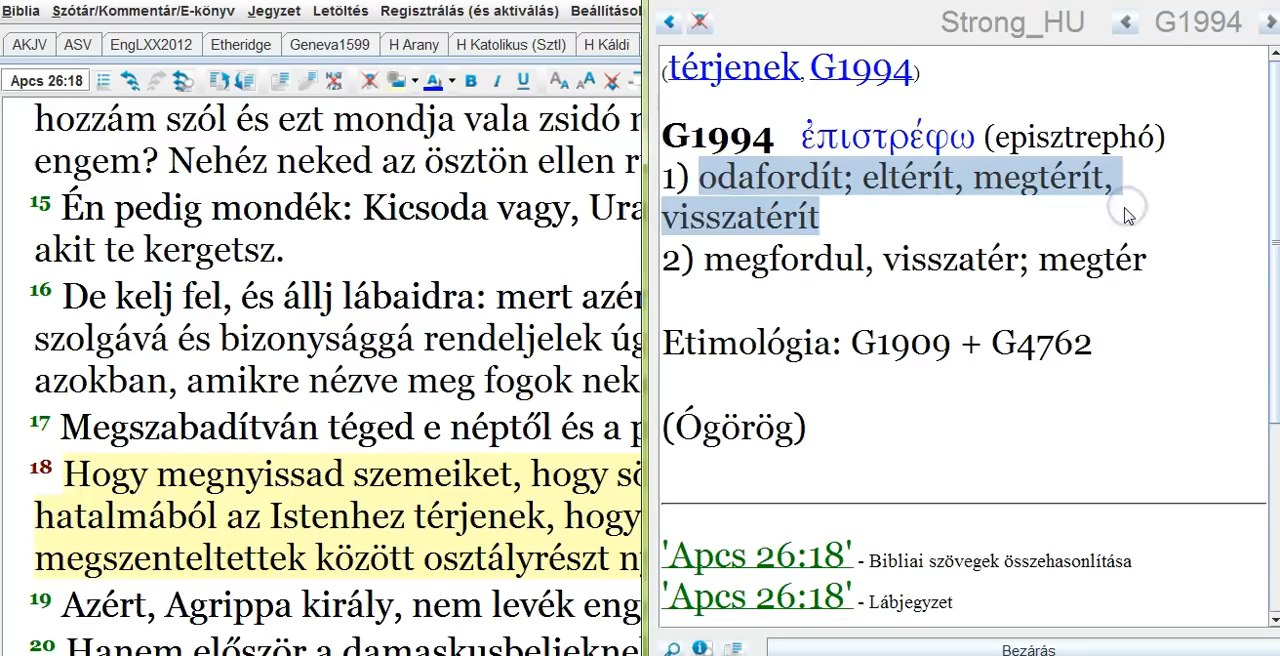 Biblia Szótár/Kommentár/E-könyv Jegyzet Letöltés Regisztrálás (és aktiválás) Beállítások
AKJV ASV EngLXX2012 Etheridge Geneva1599 H Arany H Katolikus (Sztl) H Káldi
Apcs 26:18
hozzám szól és ezt mondja vala zsidó
engem? Nehéz neked az ösztön ellen
15 Én pedig mondék: Kicsoda vagy, Ura
akit te kergetsz.
16 De kelj fel, és állj lábaidra: mert azé
szolgává és bizonysággá rendeljelek
azokban, amikre nézve meg fogok nek
17 Megszabadítván téged e néptől és a
18 Hogy megnyissad szemeiket, hogy
hatalmából az Istenhez térjenek, hogy
megszenteltettek között osztályrészt
19 Azért, Agrippa király, nem levék eng
20 Hanem először a damaskusbelieknek
Strong_HU G1994
(térjenek, G1994)
G1994 ἐπιστρέφω (episztrephó)
1) odafordít; eltérít, megtérít,
visszatérít
2) megfordul, visszatér; megtér
Etimológia: G1909 + G4762
(Ógörög)
'Apcs 26:18' - Bibliai szövegek összehasonlítása
'Apcs 26:18' - Lábjegyzet
Bezárás